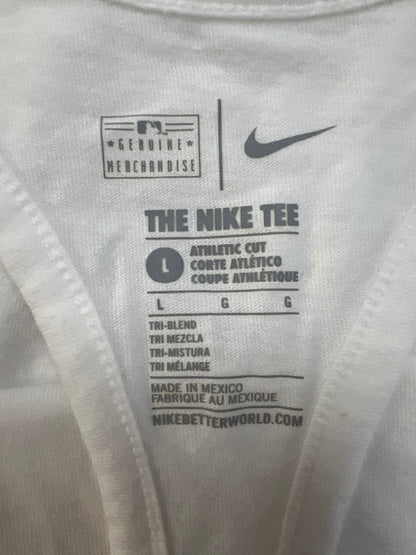 GENUINE
MERCHANDISE
THE NIKE TEE
L
ATHLETIC CUT
CORTE ATLÉTICO
COUPE ATHLÉTIQUE
L G G
TRI-BLEND
TRI MEZCLA
TRI-MISTURA
TRI MÉLANGE
MADE IN MEXICO
FABRIQUE AU MEXIQUE
NIKEBETTERWORLD.COM